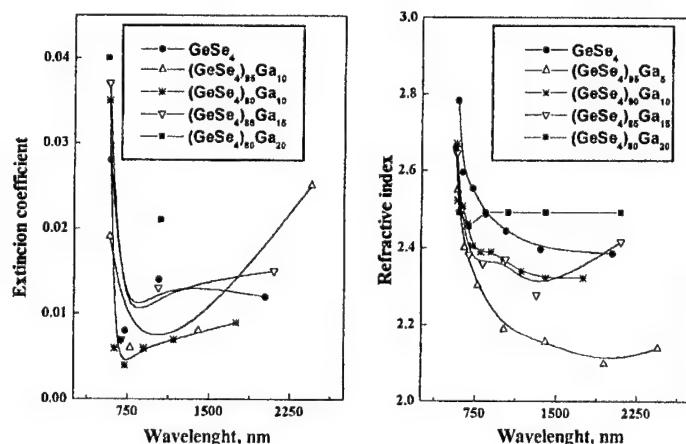 0.04
0.03
0.02
0.01
0.00
Extincion coefficient
GeSe₄
(GeSe₄)₉₅Ga₁₀
(GeSe₄)₉₀Ga₁₀
(GeSe₄)₈₅Ga₁₅
(GeSe₄)₈₀Ga₂₀
750 1500 2250
Wavelenght, nm
3.0
2.8
2.6
2.4
2.2
2.0
Refractive index
GeSe₄
(GeSe₄)₉₅Ga₅
(GeSe₄)₉₀Ga₁₀
(GeSe₄)₈₅Ga₁₅
(GeSe₄)₈₀Ga₂₀
750 1500 2250
Wavelenght, nm